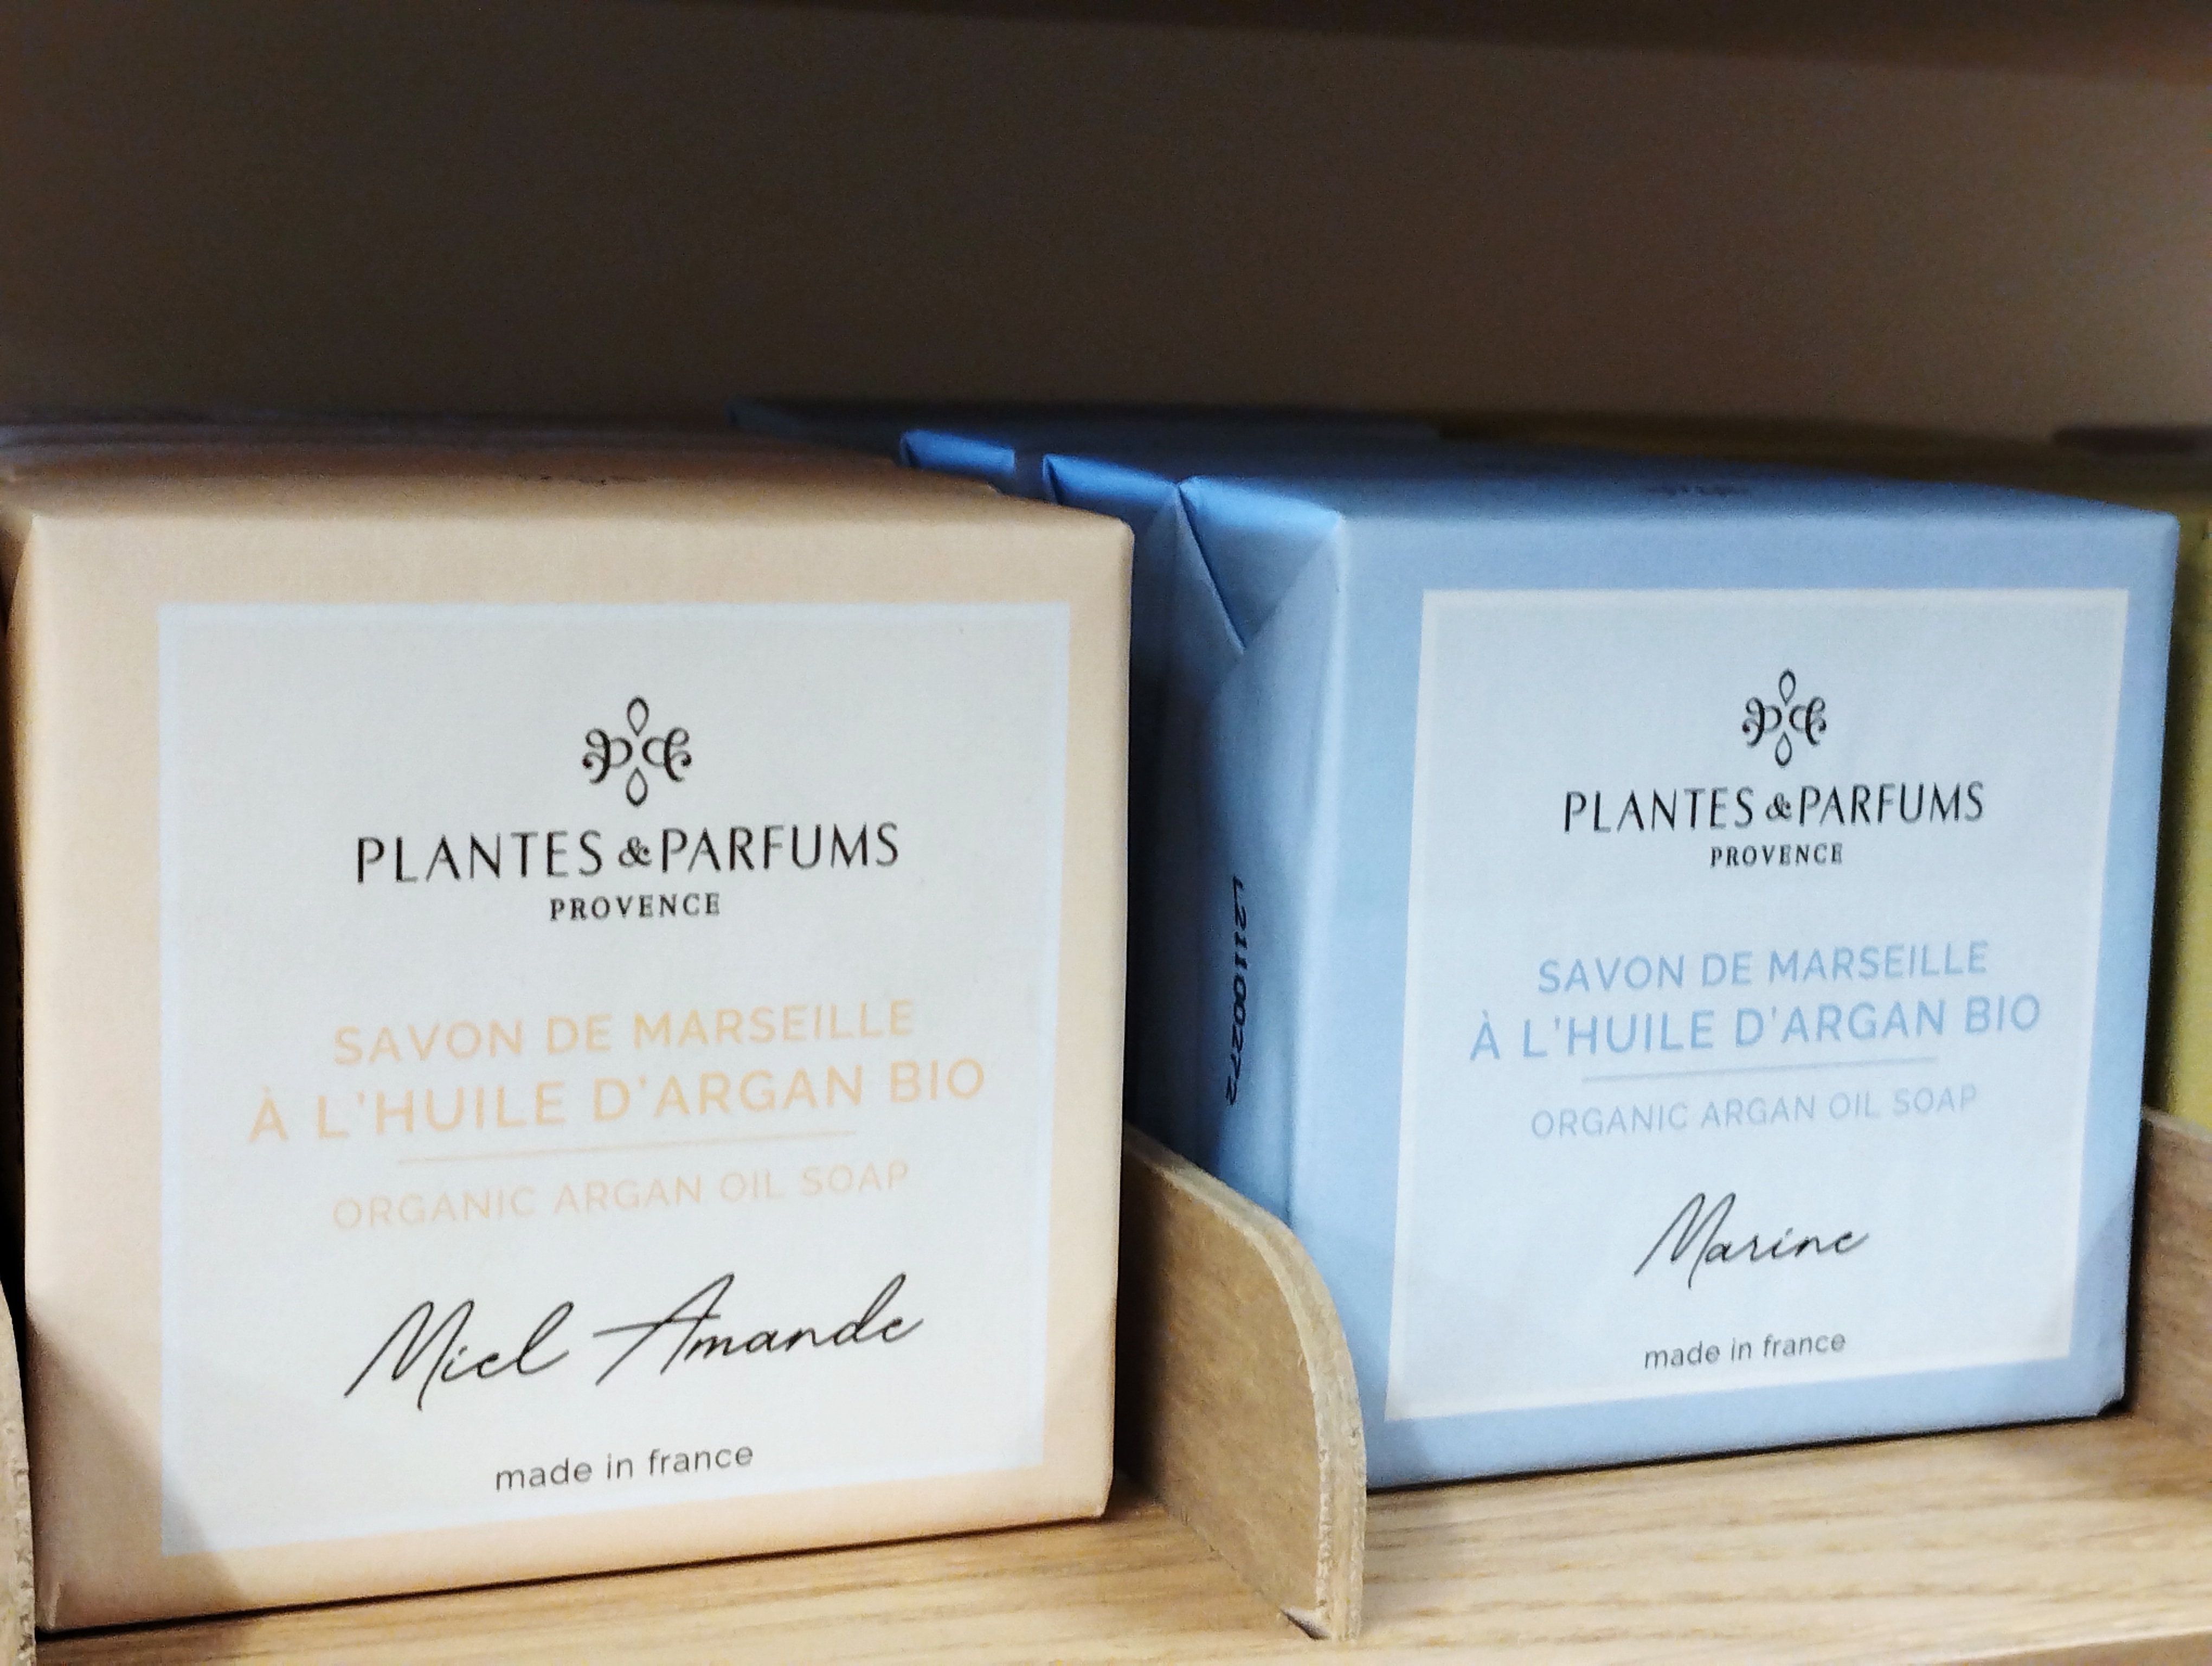 PLANTES & PARFUMS
PROVENCE
SAVON DE MARSEILLE
À L'HUILE D'ARGAN BIO
ORGANIC ARGAN OIL SOAP
Miel Amande
made in france
L21100272
PLANTES & PARFUMS
PROVENCE
SAVON DE MARSEILLE
À L'HUILE D'ARGAN BIO
ORGANIC ARGAN OIL SOAP
Marine
made in france